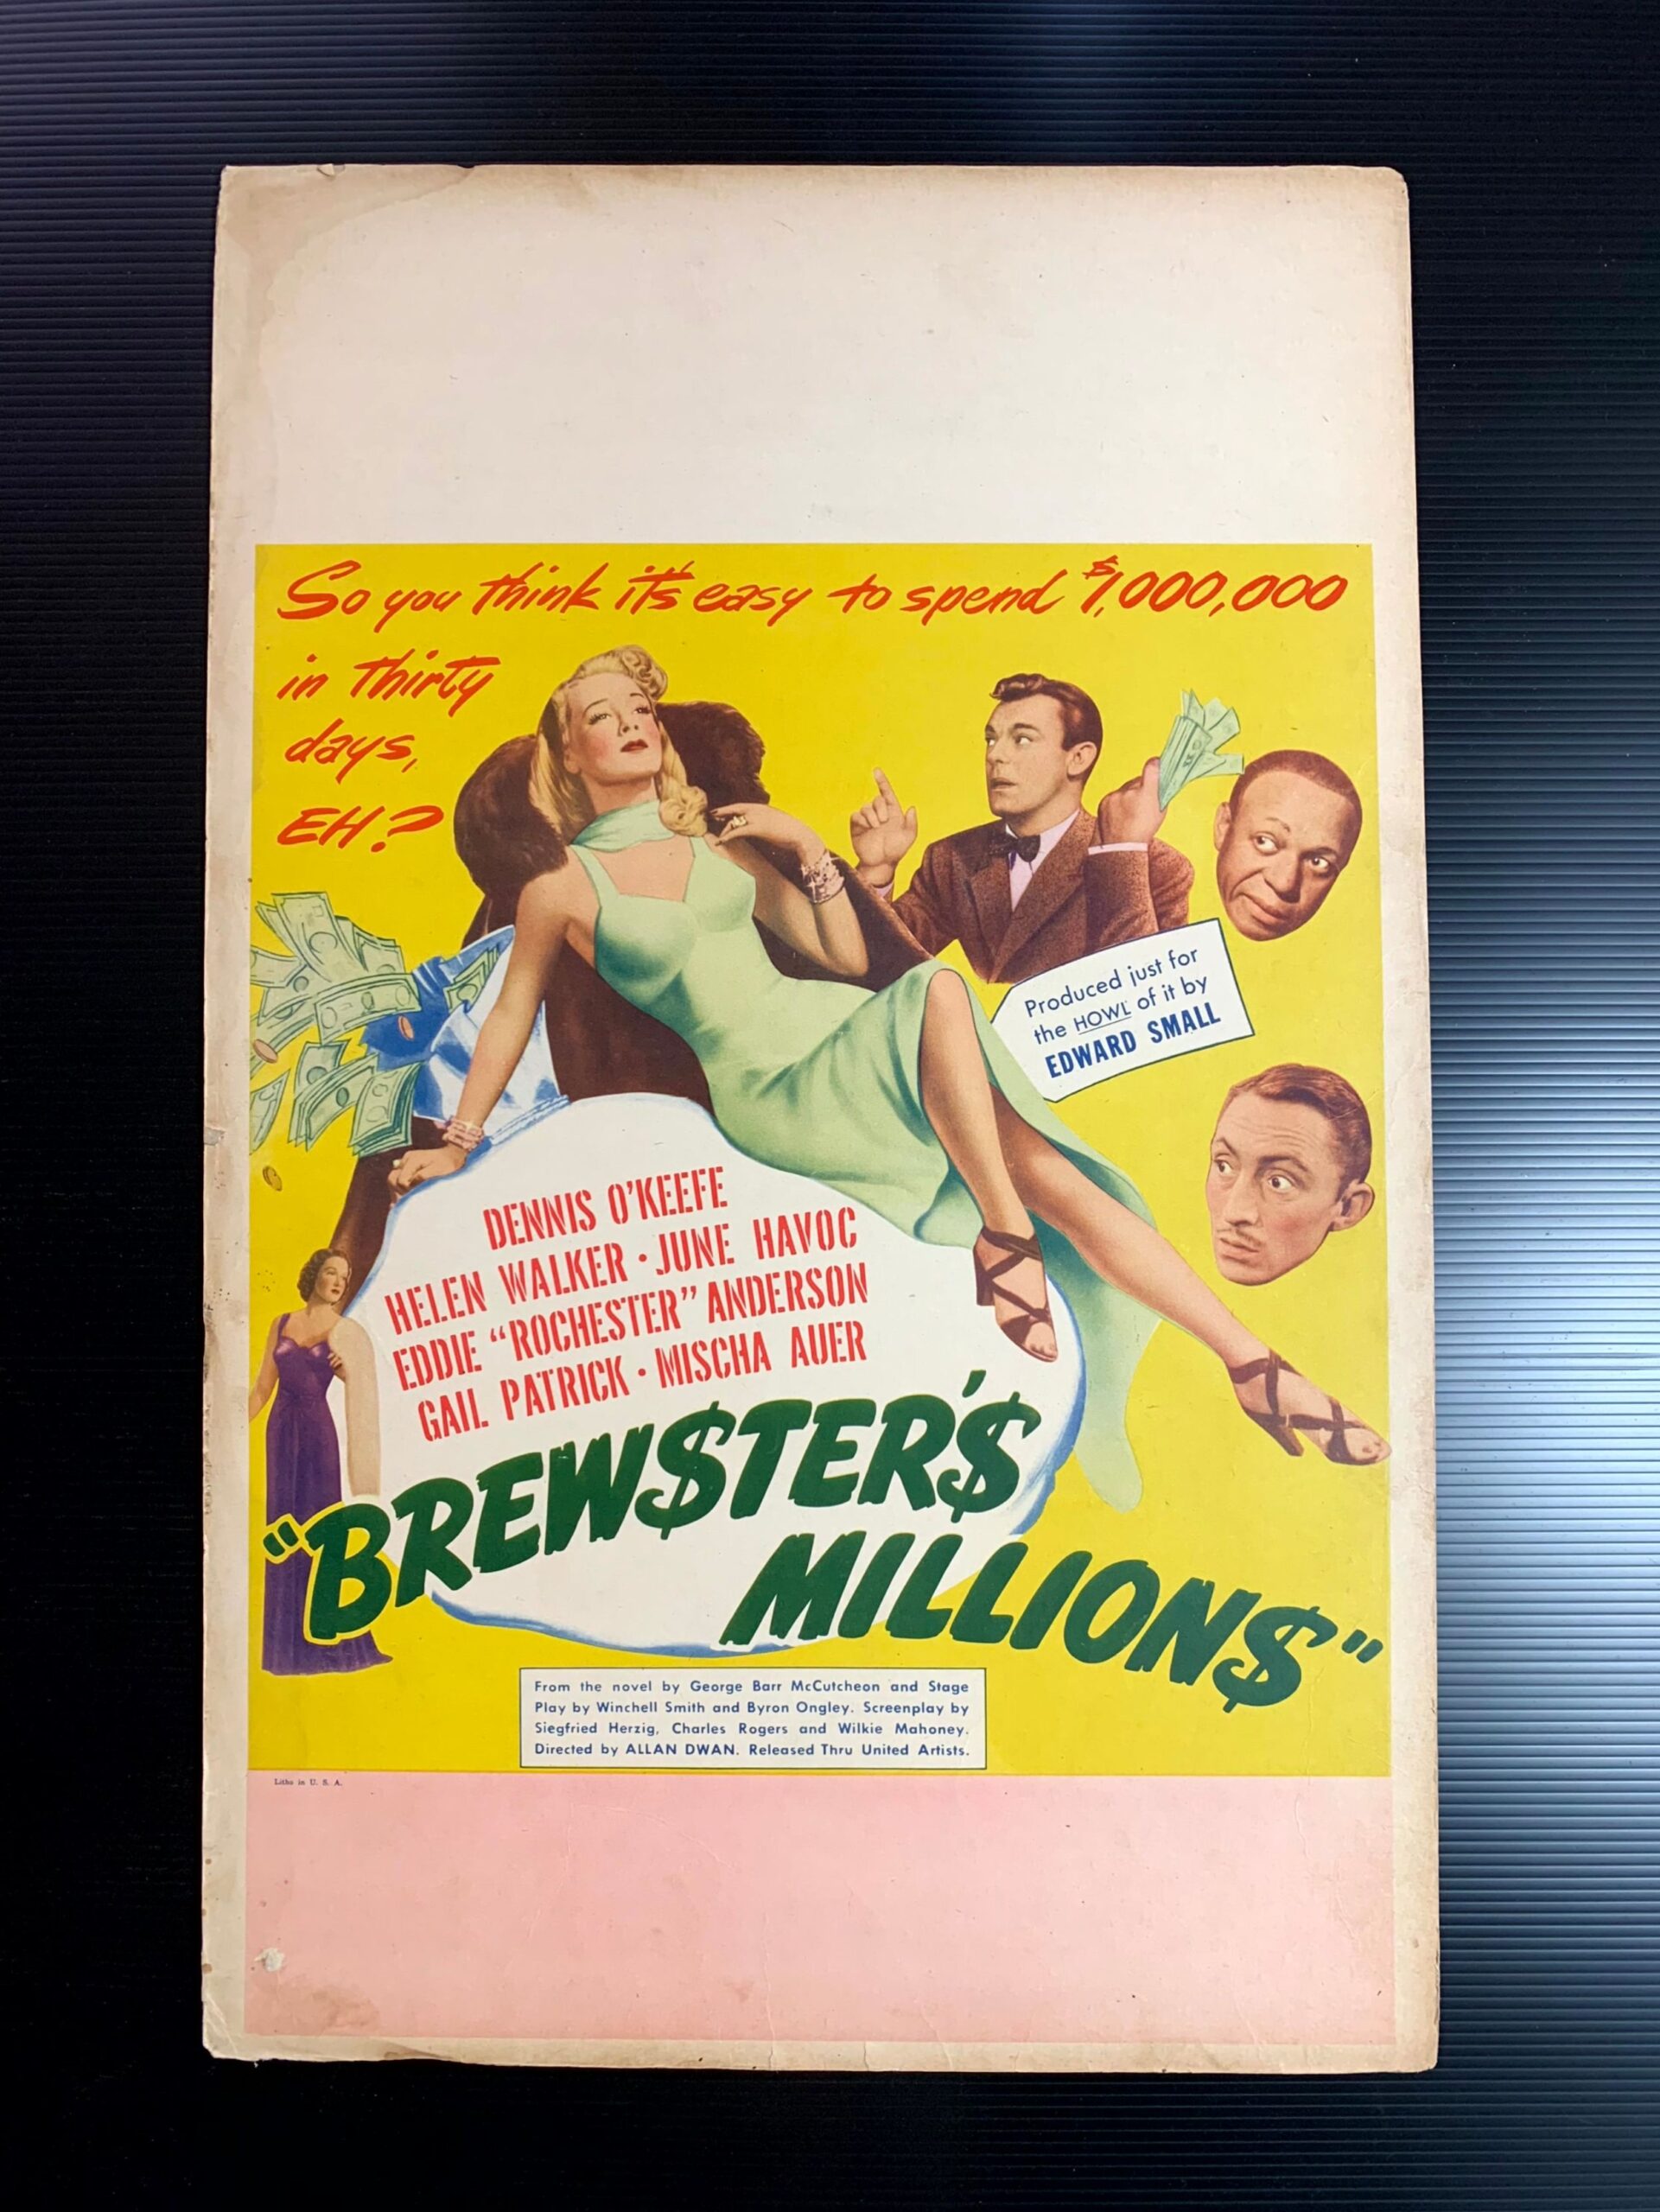 So you think it's easy to spend $1,000,000
in thirty
days,
EH?
Produced just for
the HOWL of it by
EDWARD SMALL
DENNIS O'KEEFE
HELEN WALKER · JUNE HAVOC
EDDIE "ROCHESTER" ANDERSON
GAIL PATRICK · MISCHA AUER
"BREW$TER'$
MILLION$"
From the novel by George Barr McCutcheon and Stage
Play by Winchell Smith and Byron Ongley. Screenplay by
Siegfried Herzig, Charles Rogers and Wilkie Mahoney.
Directed by ALLAN DWAN. Released Thru United Artists.
Litho in U. S. A.